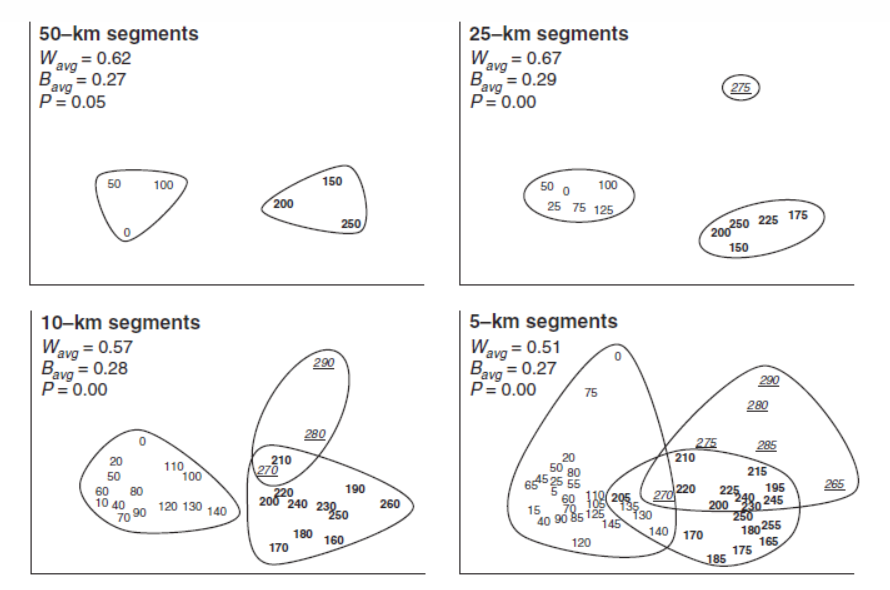 50–km segments
Wavg = 0.62
Bavg = 0.27
P = 0.05
50 100
0
150
200
250
25–km segments
Wavg = 0.67
Bavg = 0.29
P = 0.00
275
50 0 100
25 75 125
200 250 225 175
150
10–km segments
Wavg = 0.57
Bavg = 0.28
P = 0.00
290
280
0
20 110
50 100
60 80
10 40 120 130 140
70 90
270 210
220 190
200 240 230 260
250
180 160
170
5–km segments
Wavg = 0.51
Bavg = 0.27
P = 0.00
0
75
290
280
275 285
210
215
265
20
50 80
65 45 25 55
5
60 110 205 270 220 225 195
240 245
15 70 105 135 200 230
40 90 85 125 130 250
145 140 170 180 255
120 165
175
185